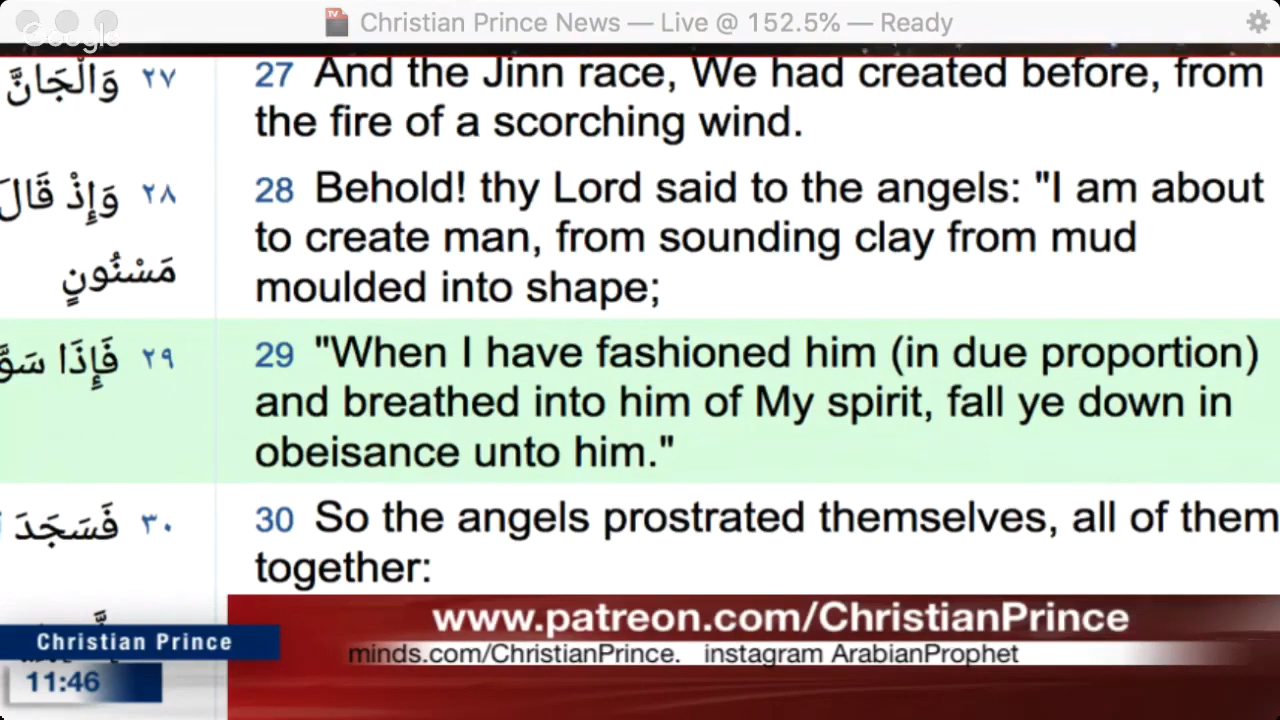 Christian Prince News — Live @ 152.5% — Ready
Google
٢٧ وَالْجَانَّ
27 And the Jinn race, We had created before, from
the fire of a scorching wind.
٢٨ وَإِذْ قَالَ
مَسْنُونٍ
28 Behold! thy Lord said to the angels: "I am about
to create man, from sounding clay from mud
moulded into shape;
٢٩ فَإِذَا
29 "When I have fashioned him (in due proportion)
and breathed into him of My spirit, fall ye down in
obeisance unto him."
٣٠ فَسَجَدَ
30 So the angels prostrated themselves, all of them
together:
www.patreon.com/ChristianPrince
Christian Prince
minds.com/ChristianPrince. instagram ArabianProphet
11:46